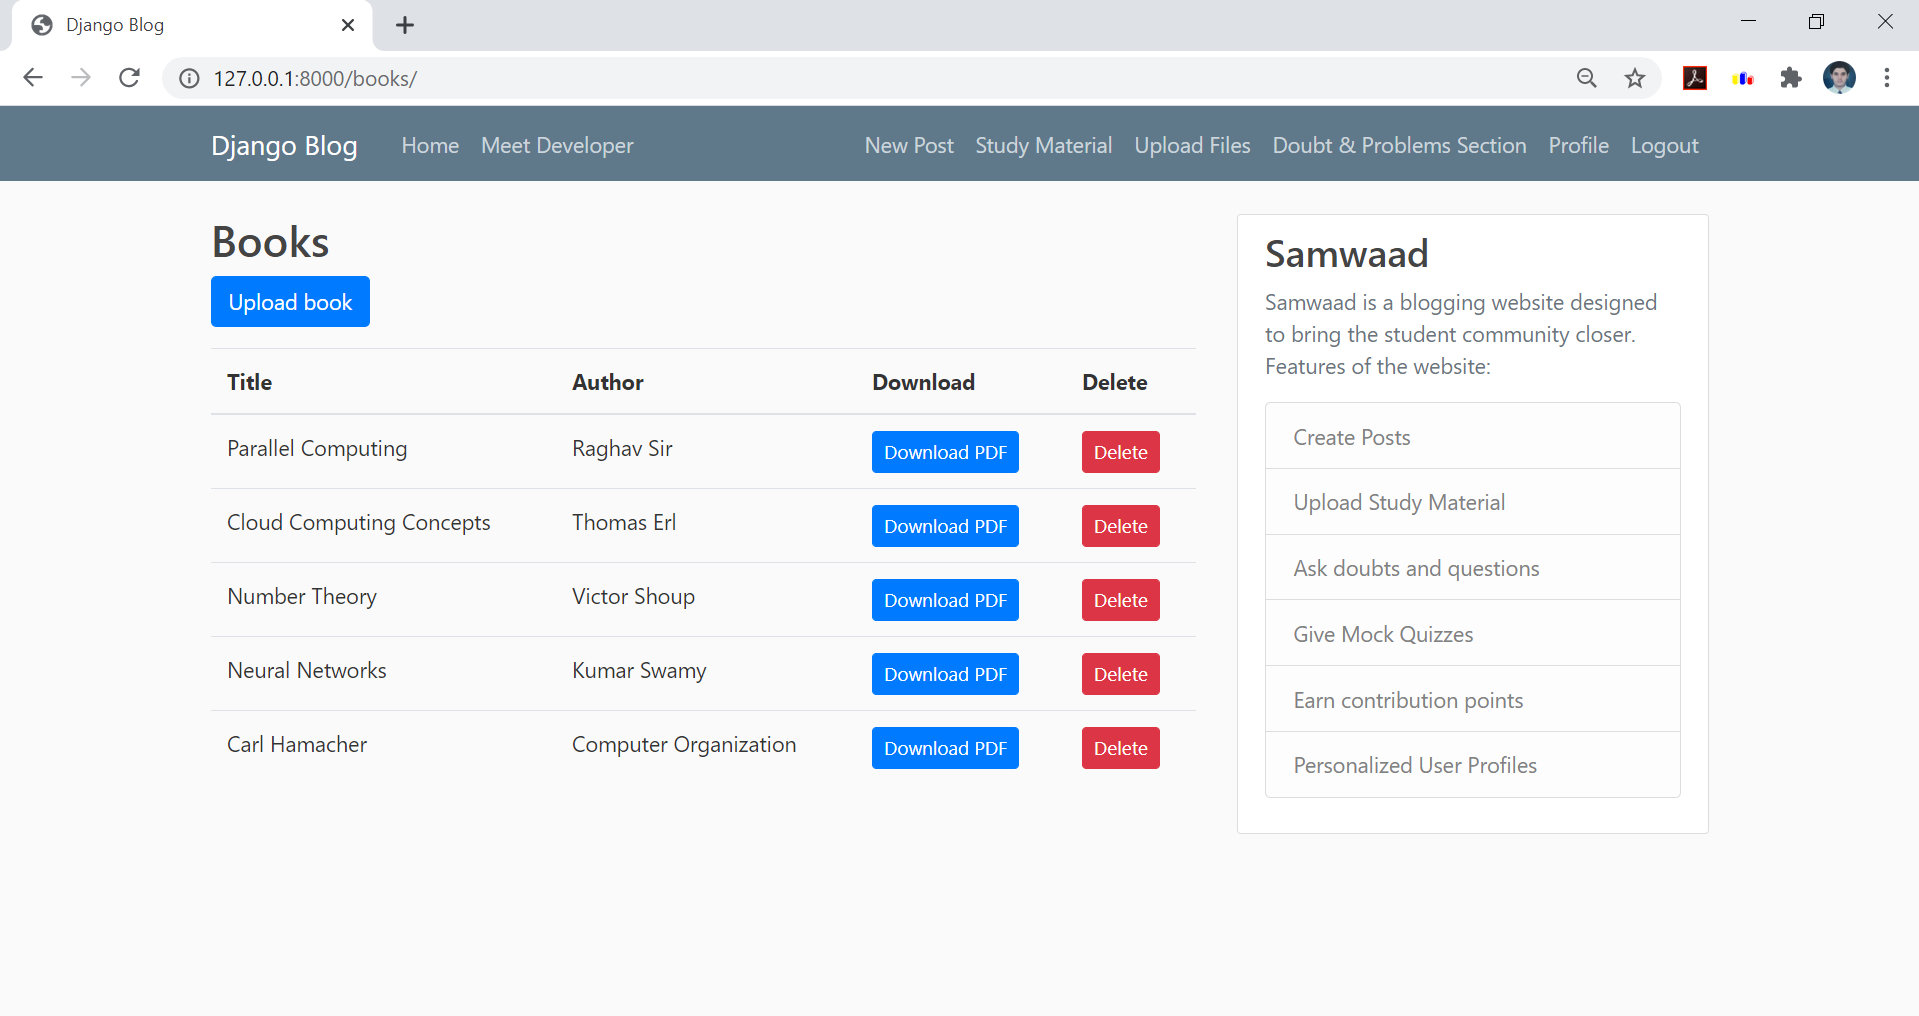 Django Blog
127.0.0.1:8000/books/
Django Blog Home Meet Developer New Post Study Material Upload Files Doubt & Problems Section Profile Logout
Books
Upload book
Title Author Download Delete
Parallel Computing Raghav Sir Download PDF Delete
Cloud Computing Concepts Thomas Erl Download PDF Delete
Number Theory Victor Shoup Download PDF Delete
Neural Networks Kumar Swamy Download PDF Delete
Carl Hamacher Computer Organization Download PDF Delete
Samwaad
Samwaad is a blogging website designed
to bring the student community closer.
Features of the website:
Create Posts
Upload Study Material
Ask doubts and questions
Give Mock Quizzes
Earn contribution points
Personalized User Profiles